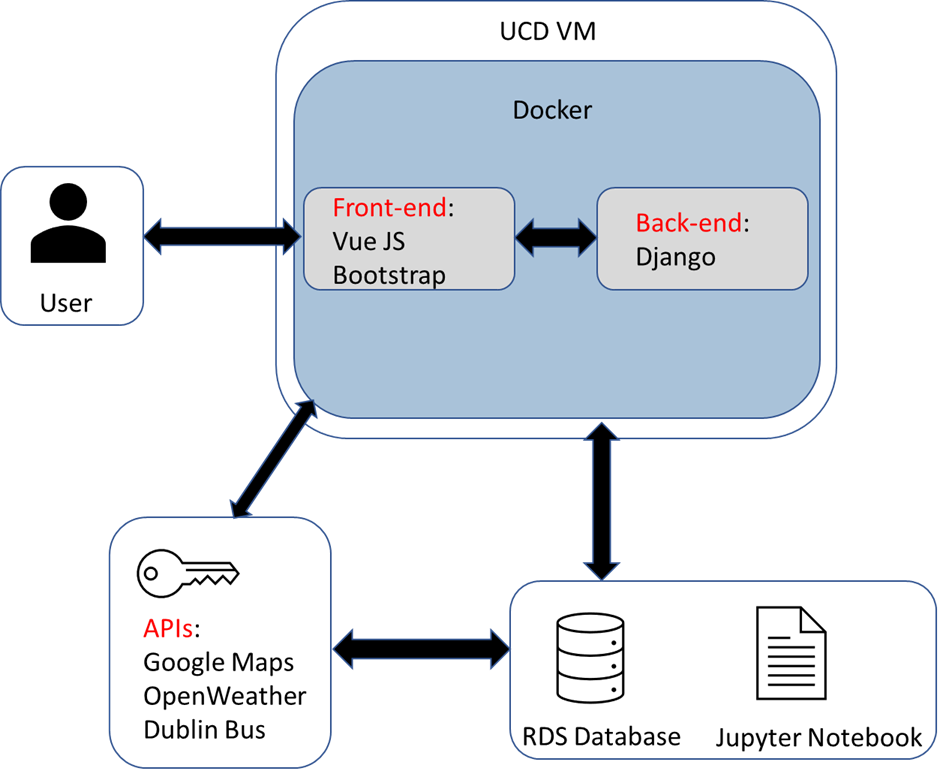 UCD VM
Docker
Front-end:
Vue JS
Bootstrap
Back-end:
Django
User
APIs:
Google Maps
OpenWeather
Dublin Bus
RDS Database
Jupyter Notebook